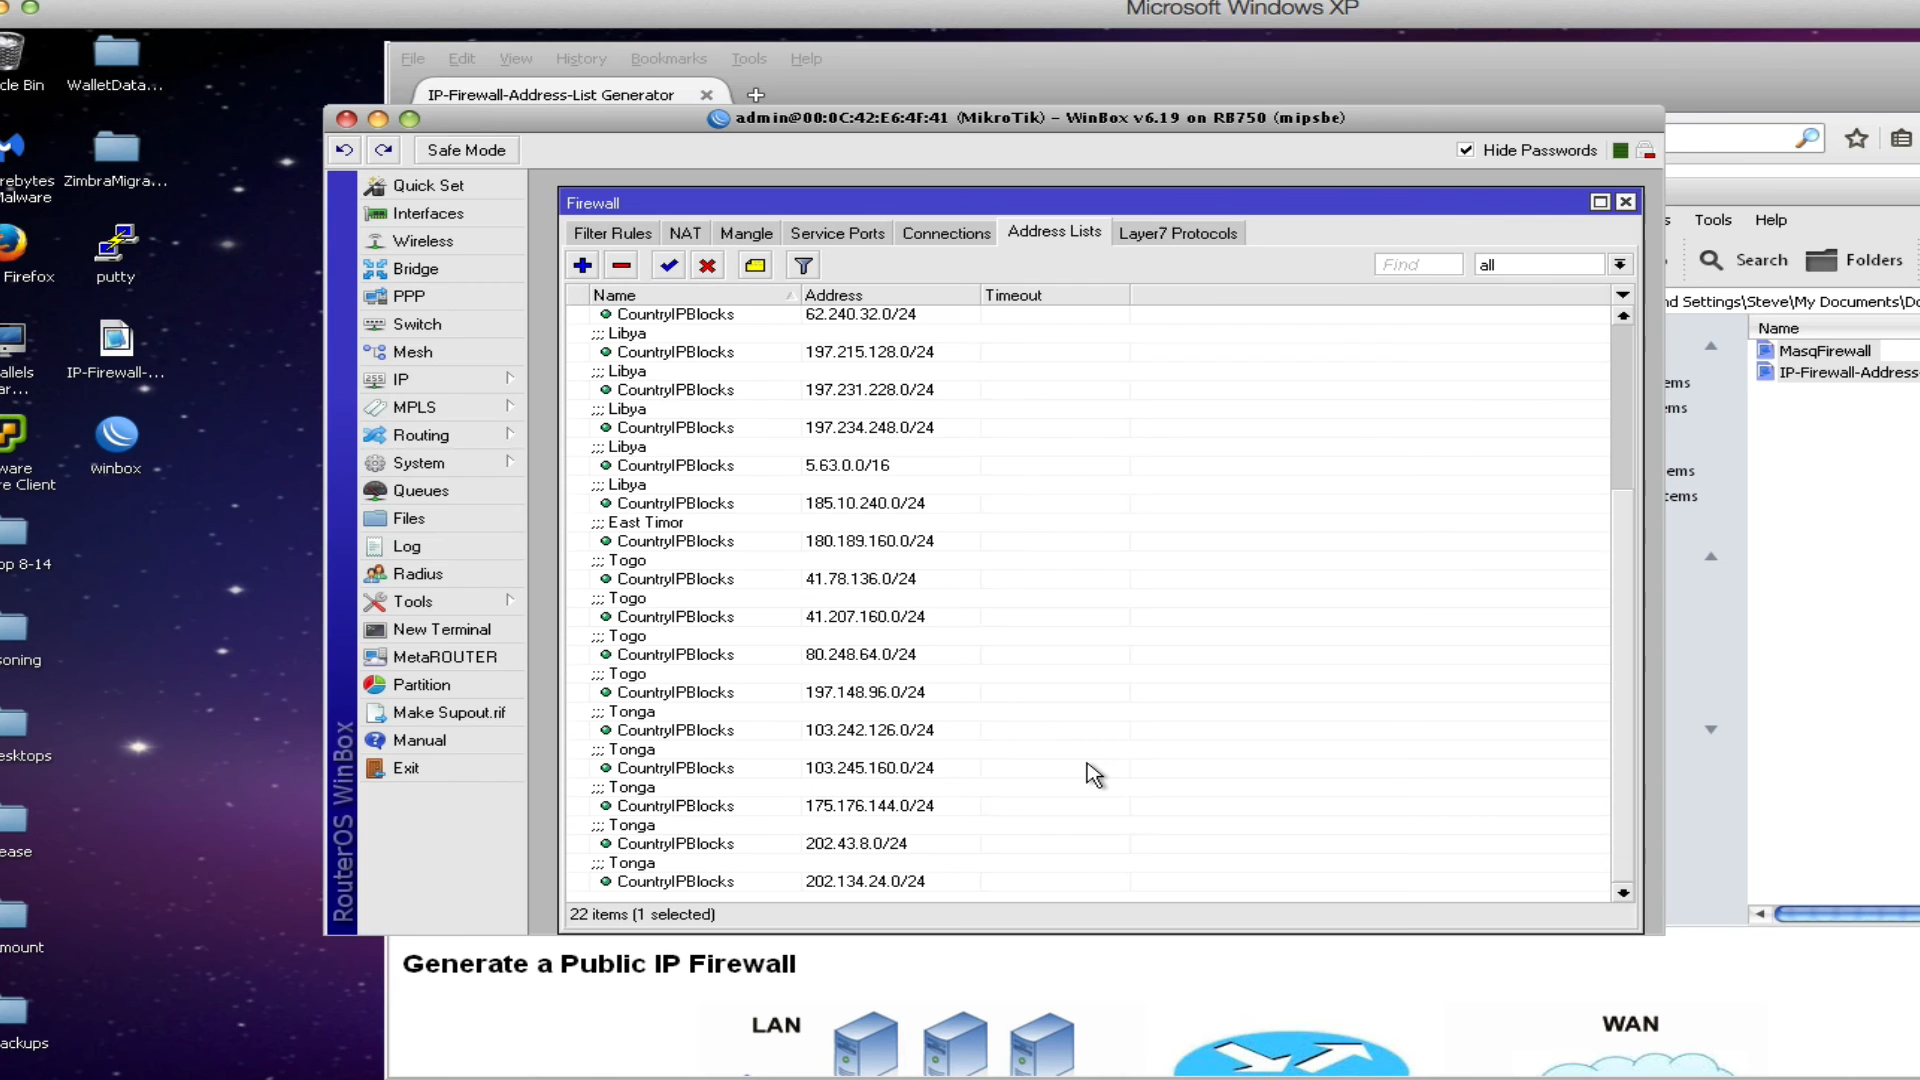 Microsoft Windows XP
cle Bin
WalletData...
File Edit View History Bookmarks Tools Help
IP-Firewall-Address-List Generator
admin@00:0C:42:E6:4F:41 (MikroTik) - WinBox v6.19 on RB750 (mipsbe)
Safe Mode
Hide Passwords
rebytes
Malware
ZimbraMigra...
Firefox
putty
allels
ar...
IP-Firewall-...
ware
re Client
winbox
op 8-14
oning
esktops
ease
mount
ackups
Quick Set
Interfaces
Wireless
Bridge
PPP
Switch
Mesh
IP
MPLS
Routing
System
Queues
Files
Log
Radius
Tools
New Terminal
MetaROUTER
Partition
Make Supout.rif
Manual
Exit
RouterOS WinBox
Firewall
Filter Rules NAT Mangle Service Ports Connections Address Lists Layer7 Protocols
Find all
Name Address Timeout
CountryIPBlocks 62.240.32.0/24
;;; Libya
CountryIPBlocks 197.215.128.0/24
;;; Libya
CountryIPBlocks 197.231.228.0/24
;;; Libya
CountryIPBlocks 197.234.248.0/24
;;; Libya
CountryIPBlocks 5.63.0.0/16
;;; Libya
CountryIPBlocks 185.10.240.0/24
;;; East Timor
CountryIPBlocks 180.189.160.0/24
;;; Togo
CountryIPBlocks 41.78.136.0/24
;;; Togo
CountryIPBlocks 41.207.160.0/24
;;; Togo
CountryIPBlocks 80.248.64.0/24
;;; Togo
CountryIPBlocks 197.148.96.0/24
;;; Tonga
CountryIPBlocks 103.242.126.0/24
;;; Tonga
CountryIPBlocks 103.245.160.0/24
;;; Tonga
CountryIPBlocks 175.176.144.0/24
;;; Tonga
CountryIPBlocks 202.43.8.0/24
;;; Tonga
CountryIPBlocks 202.134.24.0/24
22 items (1 selected)
s Tools Help
Search Folders
nd Settings\Steve\My Documents\Do
Name
MasqFirewall
IP-Firewall-Address
ems
ms
ems
tems
Generate a Public IP Firewall
LAN
WAN